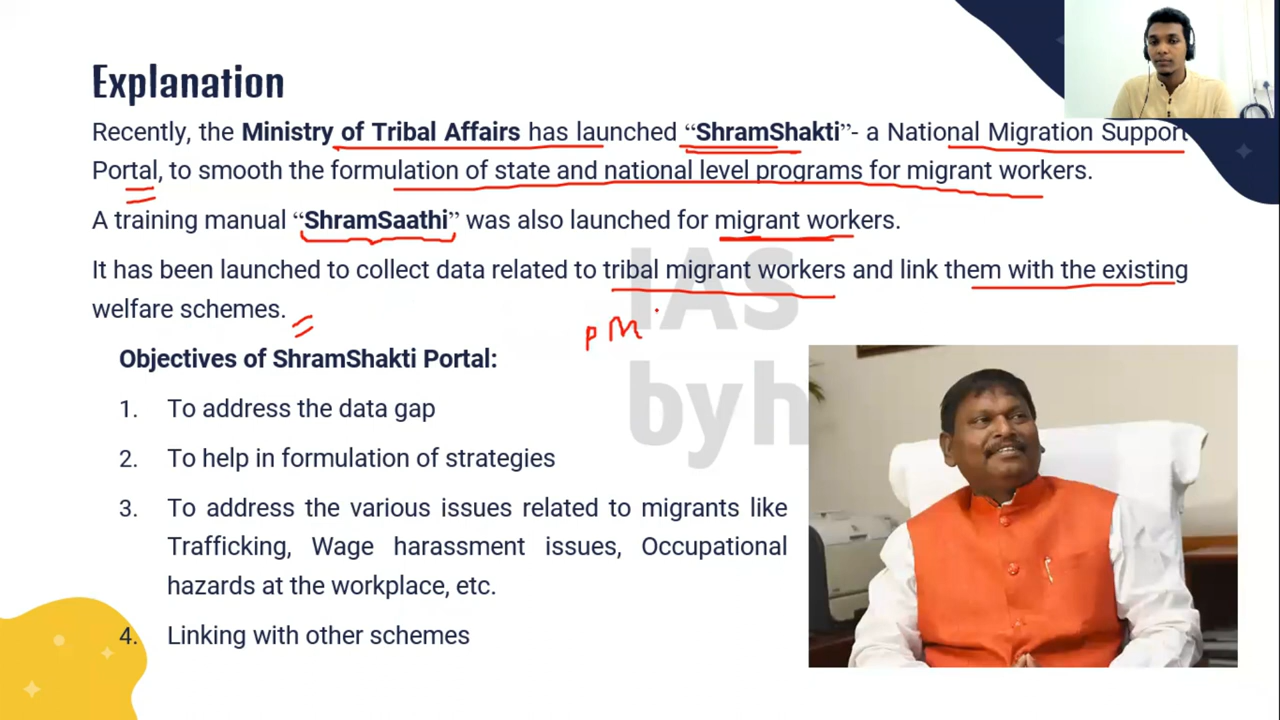 Explanation
Recently, the Ministry of Tribal Affairs has launched “ShramShakti”- a National Migration Support
Portal, to smooth the formulation of state and national level programs for migrant workers.
A training manual “ShramSaathi” was also launched for migrant workers.
It has been launched to collect data related to tribal migrant workers and link them with the existing
welfare schemes.
PM
IAS
byh
Objectives of ShramShakti Portal:
1. To address the data gap
2. To help in formulation of strategies
3. To address the various issues related to migrants like
Trafficking, Wage harassment issues, Occupational
hazards at the workplace, etc.
4. Linking with other schemes